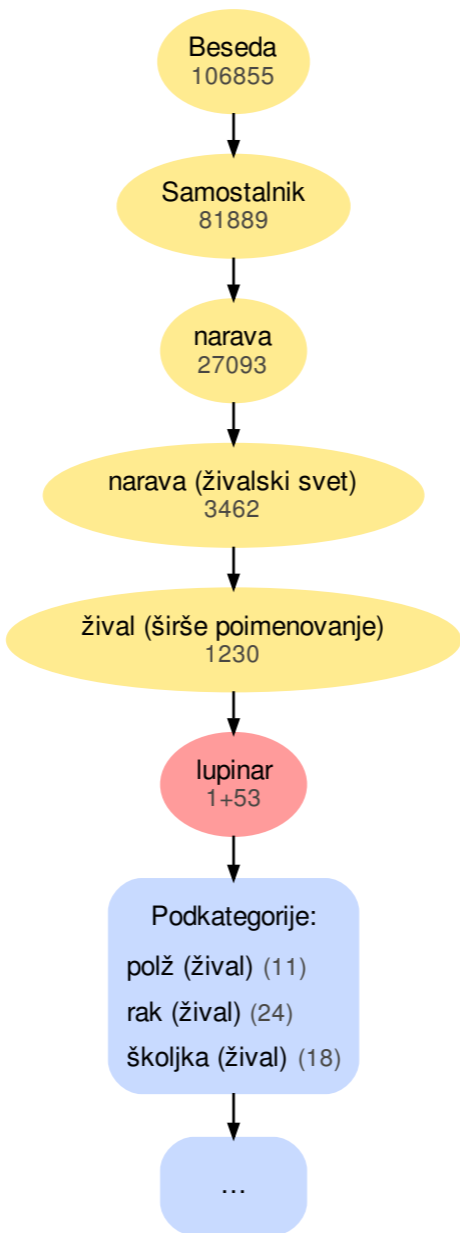 Beseda
106855
Samostalnik
81889
narava
27093
narava (živalski svet)
3462
žival (širše poimenovanje)
1230
lupinar
1+53
Podkategorije:
polž (žival) (11)
rak (žival) (24)
školjka (žival) (18)
...